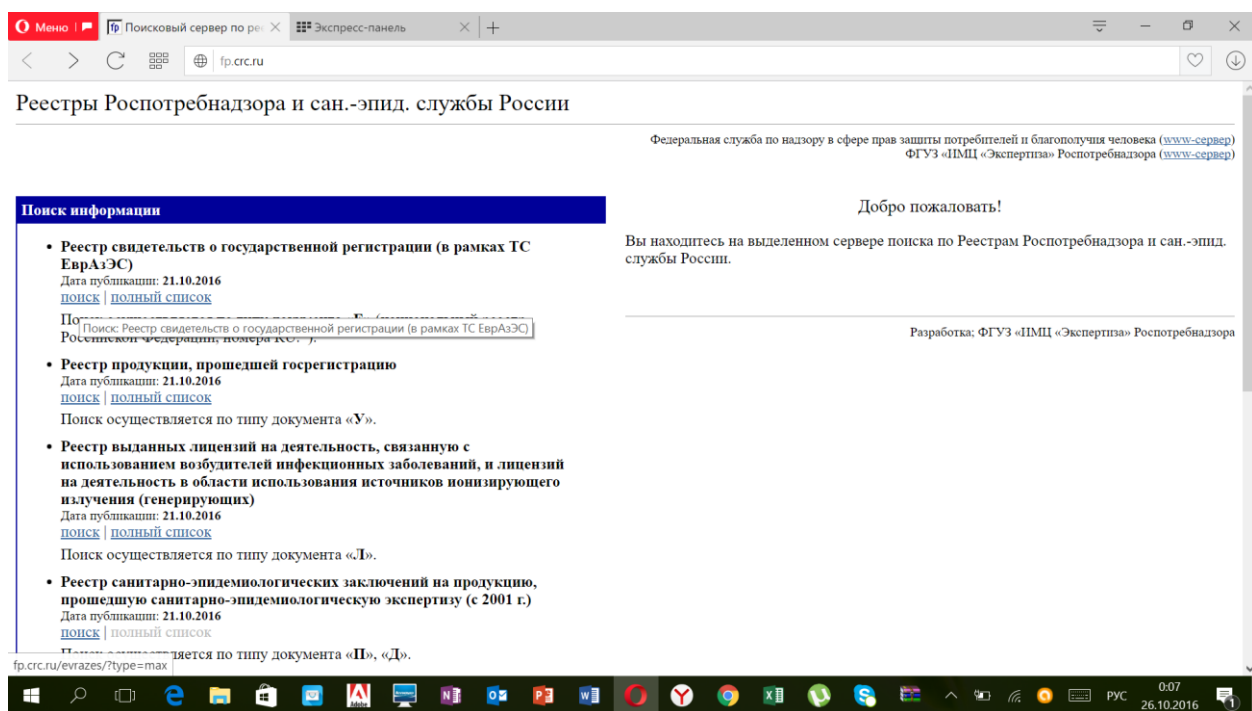 Меню
Поисковый сервер по рег
Экспресс-панель
fp.crc.ru
Реестры Роспотребнадзора и сан.-эпид. службы России
Федеральная служба по надзору в сфере прав защиты потребителей и благополучия человека (www-сервер)
ФГУЗ «ИМЦ «Экспертиза» Роспотребнадзора (www-сервер)
Поиск информации
• Реестр свидетельств о государственной регистрации (в рамках ТС
ЕврАзЭС)
Дата публикации: 21.10.2016
поиск | полный список
Поиск: Реестр свидетельств о государственной регистрации (в рамках ТС ЕврАзЭС)
Российской Федерации, номера
• Реестр продукции, прошедшей госрегистрацию
Дата публикации: 21.10.2016
поиск | полный список
Поиск осуществляется по типу документа «У».
• Реестр выданных лицензий на деятельность, связанную с
использованием возбудителей инфекционных заболеваний, и лицензий
на деятельность в области использования источников ионизирующего
излучения (генерирующих)
Дата публикации: 21.10.2016
поиск | полный список
Поиск осуществляется по типу документа «Л».
• Реестр санитарно-эпидемиологических заключений на продукцию,
прошедшую санитарно-эпидемиологическую экспертизу (с 2001 г.)
Дата публикации: 21.10.2016
поиск | полный список
по типу документа «П», «Д».
Добро пожаловать!
Вы находитесь на выделенном сервере поиска по Реестрам Роспотребнадзора и сан.-эпид.
службы России.
Разработка; ФГУЗ «ИМЦ «Экспертиза» Роспотребнадзора
fp.crc.ru/evrazes/?type=max
Adobe
РУС
0:07
26.10.2016
1